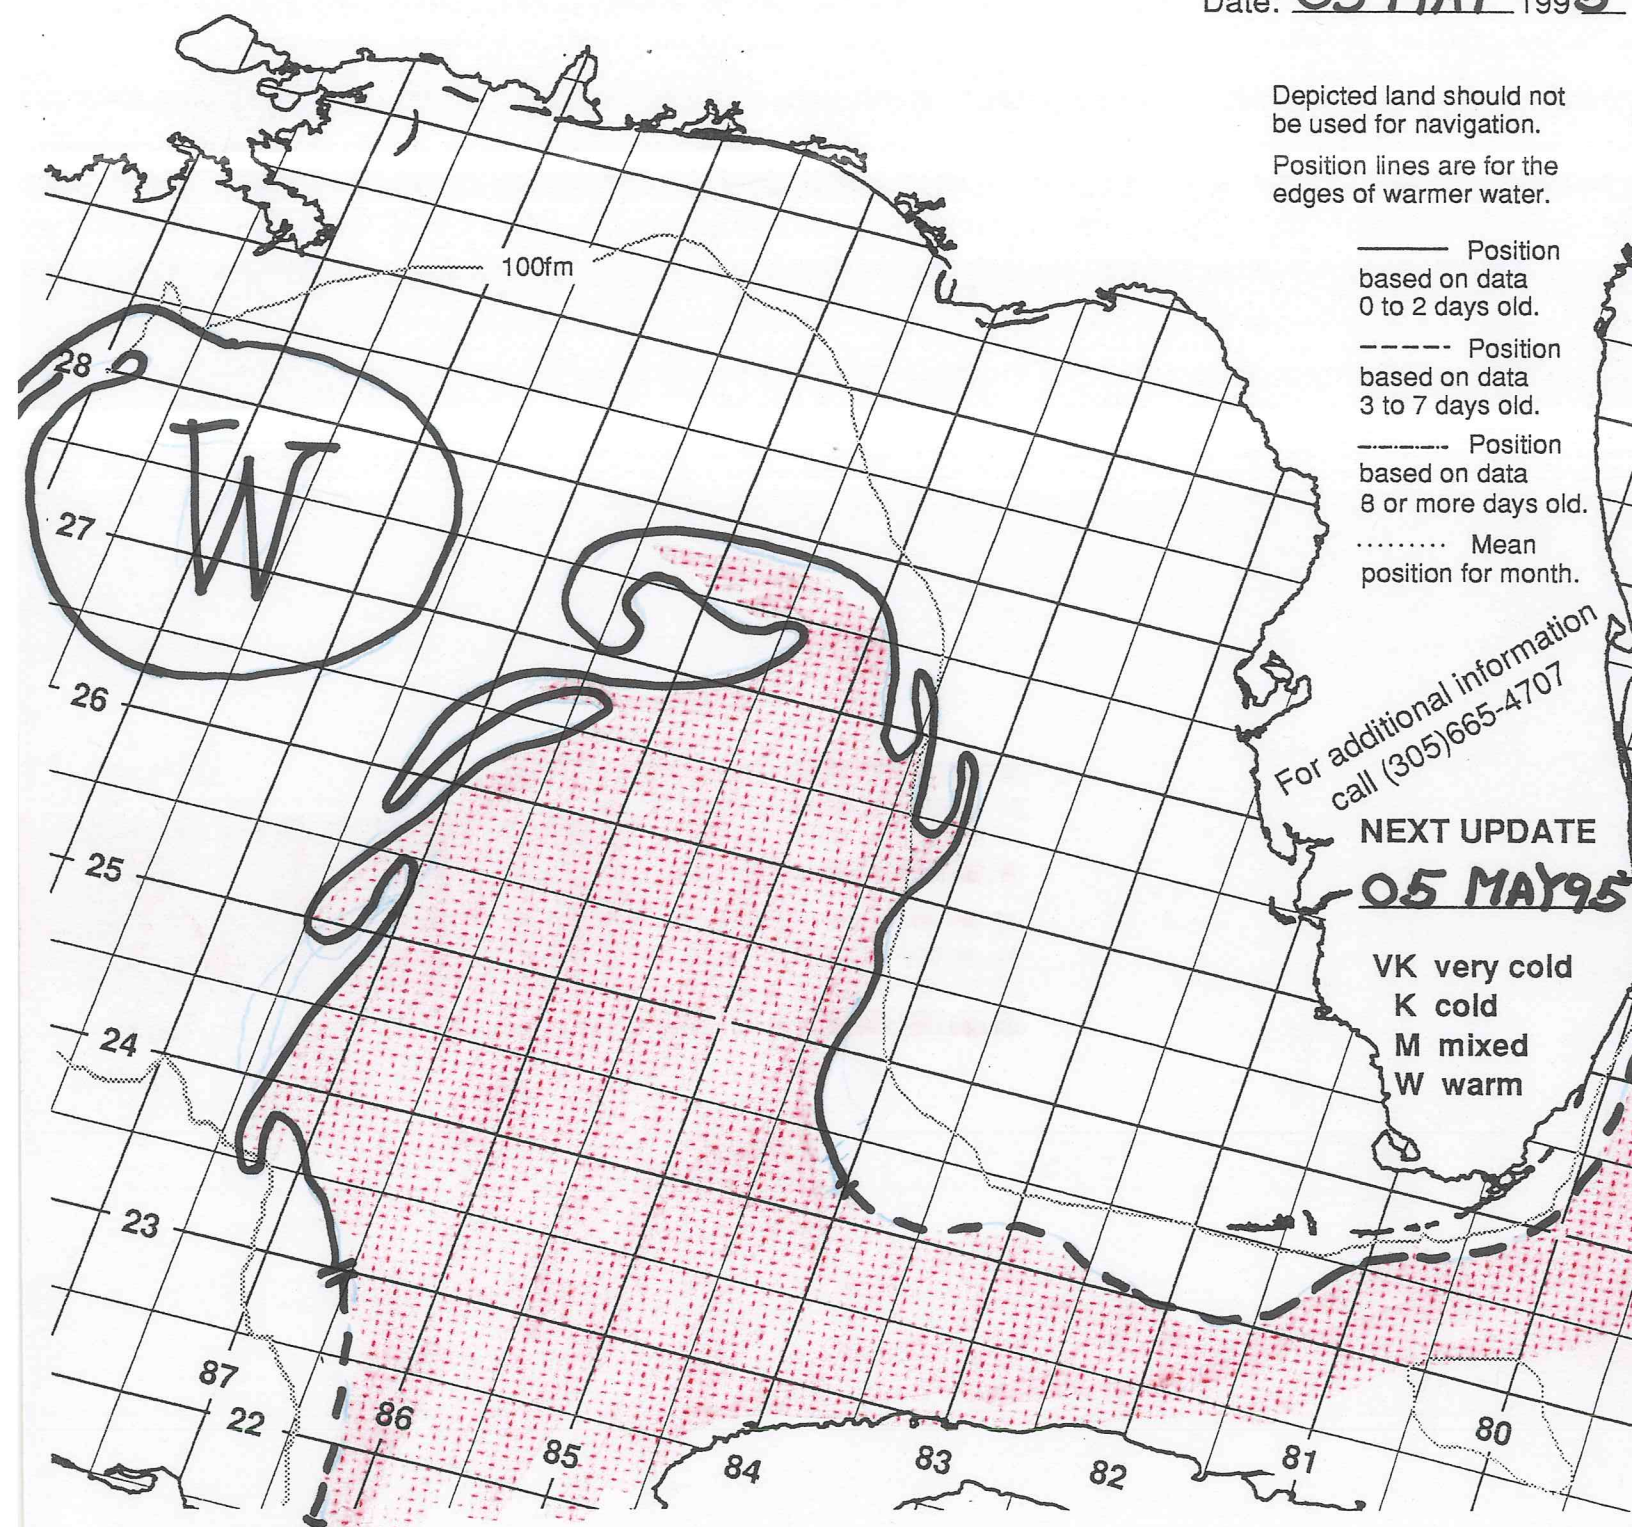 Date: 03 MAY 1995
Depicted land should not
be used for navigation.
Position lines are for the
edges of warmer water.
Position
based on data
0 to 2 days old.
Position
based on data
3 to 7 days old.
Position
based on data
8 or more days old.
Mean
position for month.
For additional information
call (305)665-4707
NEXT UPDATE
05 MAY95
VK very cold
K cold
M mixed
W warm
100fm
28
W
27
26
25
24
23
87
22
86
85
84
83
82
81
80